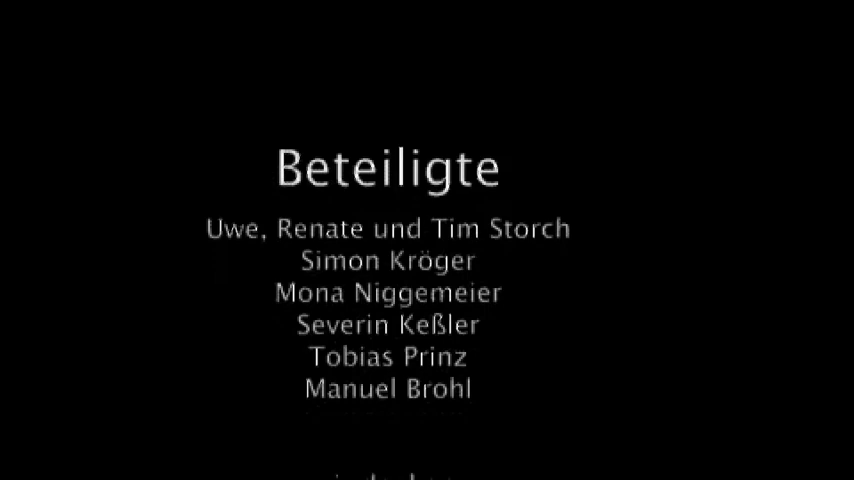 Beteiligte
Uwe, Renate und Tim Storch
Simon Kröger
Mona Niggemeier
Severin Keßler
Tobias Prinz
Manuel Brohl